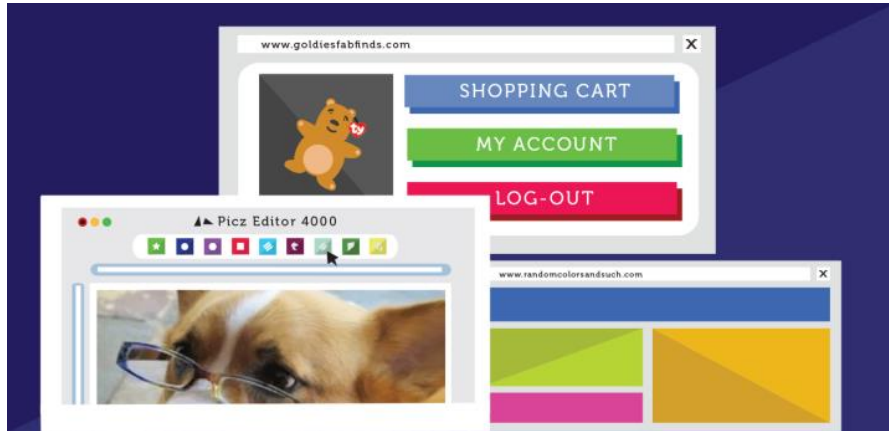 www.goldiesfabfinds.com
X
ty
SHOPPING CART
MY ACCOUNT
LOG-OUT
Picz Editor 4000
www.randomcolorsandsuch.com
X